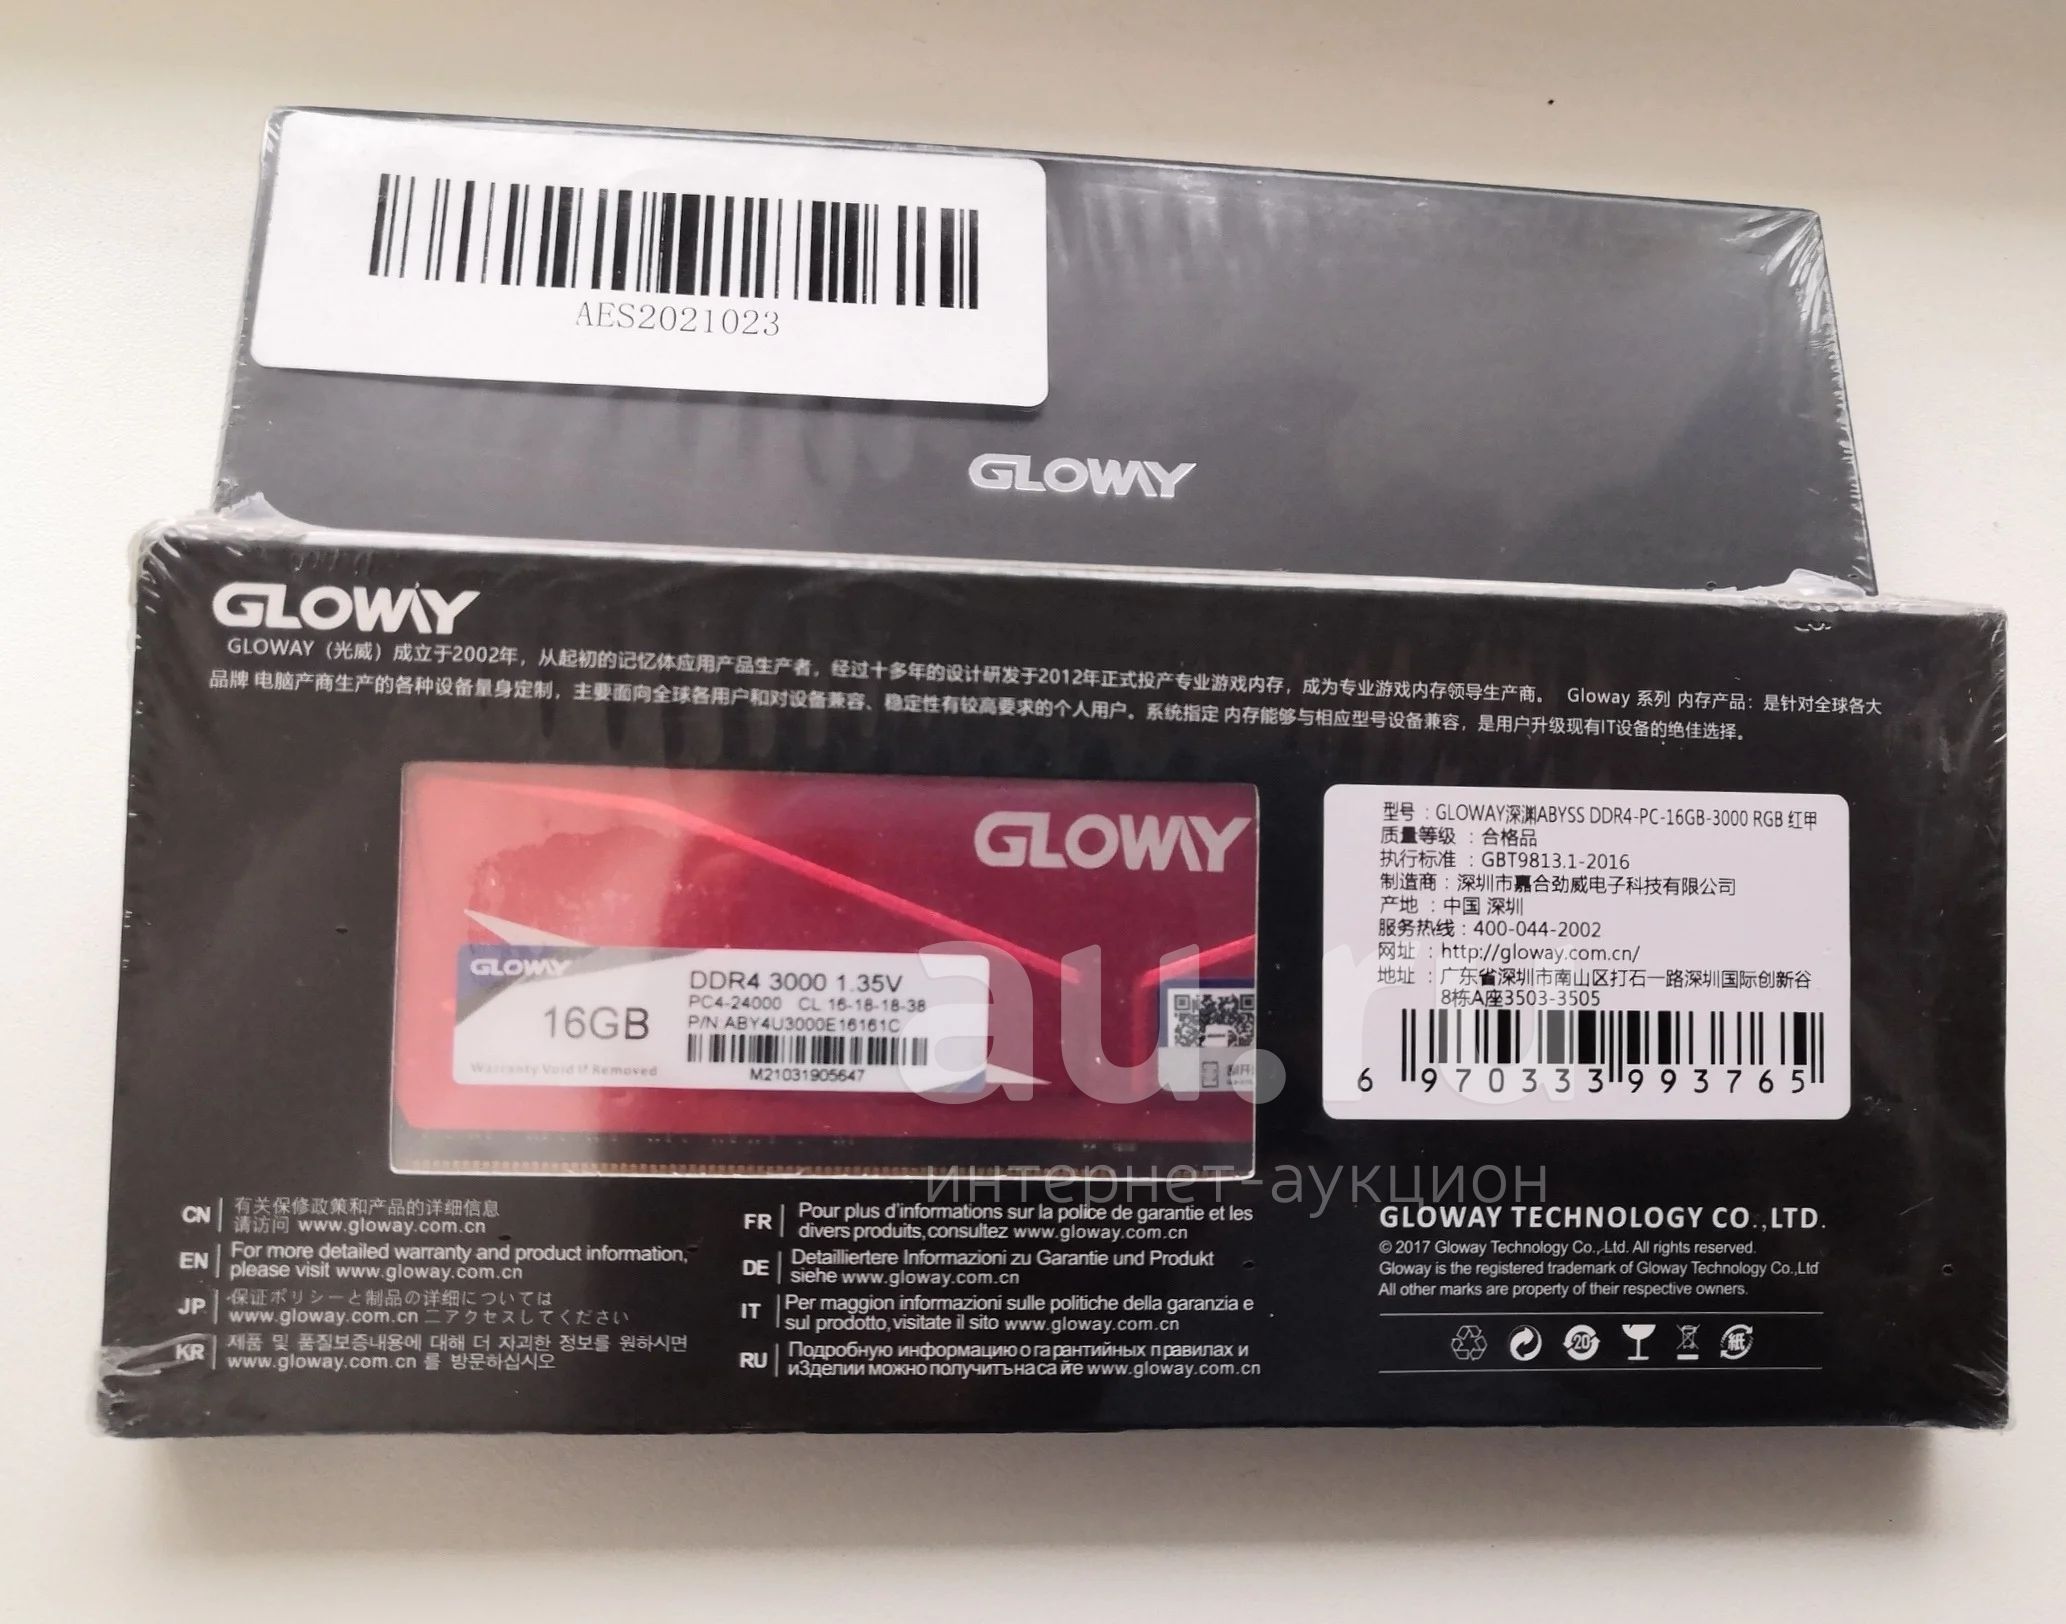 AES2021023
GLOWAY
GLOWAY
GLOWAY（光威）成立于2002年，从起初的记忆体应用产品生产者，经过十多年的设计研发于2012年正式投产专业游戏内存，成为专业游戏内存领导生产商。 Gloway 系列 内存产品：是针对全球各大
品牌 电脑产商生产的各种设备量身定制，主要面向全球各用户和对设备兼容、稳定性有较高要求的个人用户。系统指定 内存能够与相应型号设备兼容，是用户升级现有IT设备的绝佳选择。
GLOWAY
GLOWAY
16GB
DDR4 3000 1.35V
PC4-24000 CL 16-18-18-38
P/N ABY4U3000E16161C
M21031905647
Warranty Void If Removed
型号：GLOWAY深渊ABYSS DDR4-PC-16GB-3000 RGB 红甲
质量等级：合格品
执行标准：GBT9813.1-2016
制造商：深圳市嘉合劲威电子科技有限公司
产地：中国 深圳
服务热线：400-044-2002
网址：http://gloway.com.cn/
地址：广东省深圳市南山区打石一路深圳国际创新谷
8栋A座3503-3505
6 970333993765
au.ru
интернет-аукцион
CN 有关保修政策和产品的详细信息
请访问 www.gloway.com.cn
EN For more detailed warranty and product information,
please visit www.gloway.com.cn
JP 保证ポリシーと制品の详细については
www.gloway.com.cn 二アクセスしてください
KR 제품 및 품질보증내용에 대해 더 자괴한 정보를 원하시면
www.gloway.com.cn 를 방문하십시오
FR Pour plus d'informations sur la police de garantie et les
divers produits, consultez www.gloway.com.cn
DE Detailliertere Informazioni zu Garantie und Produkt
siehe www.gloway.com.cn
IT Per maggion informazioni sulle politiche della garanzia e
sul prodotto, visitate il sito www.gloway.com.cn
RU Подробную информацию о гарантийных правилах и
иЗделии можно получить на сайте www.gloway.com.cn
GLOWAY TECHNOLOGY CO.,LTD.
© 2017 Gloway Technology Co.,Ltd. All rights reserved.
Gloway is the registered trademark of Gloway Technology Co.,Ltd
All other marks are property of their respective owners.
20
紙